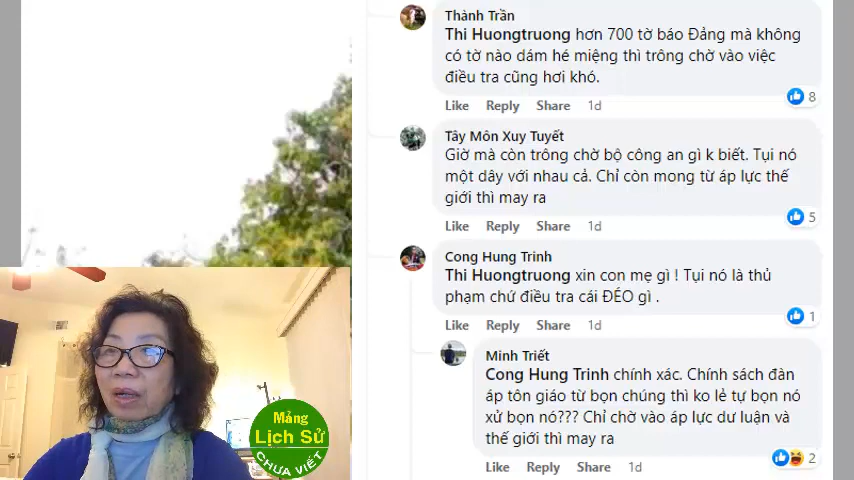 Thành Trần
Thi Huongtruong hơn 700 tờ báo Đảng mà không
có tờ nào dám hé miệng thì trông chờ vào việc
điều tra cũng hơi khó.
Like Reply Share 1d
8
Tây Môn Xuy Tuyết
Giờ mà còn trông chờ bộ công an gì k biết. Tụi nó
một dây với nhau cả. Chỉ còn mong từ áp lực thế
giới thì may ra
Like Reply Share 1d
5
Cong Hung Trinh
Thi Huongtruong xin con mẹ gì ! Tụi nó là thủ
phạm chứ điều tra cái ĐÉO gì .
Like Reply Share 1d
1
Minh Triết
Cong Hung Trinh chính xác. Chính sách đàn
áp tôn giáo từ bọn chúng thì ko lẻ tự bọn nó
xử bọn nó??? Chỉ chờ vào áp lực dư luận và
thế giới thì may ra
Like Reply Share 1d
2
Mảng
Lịch Sử
CHƯA VIẾT